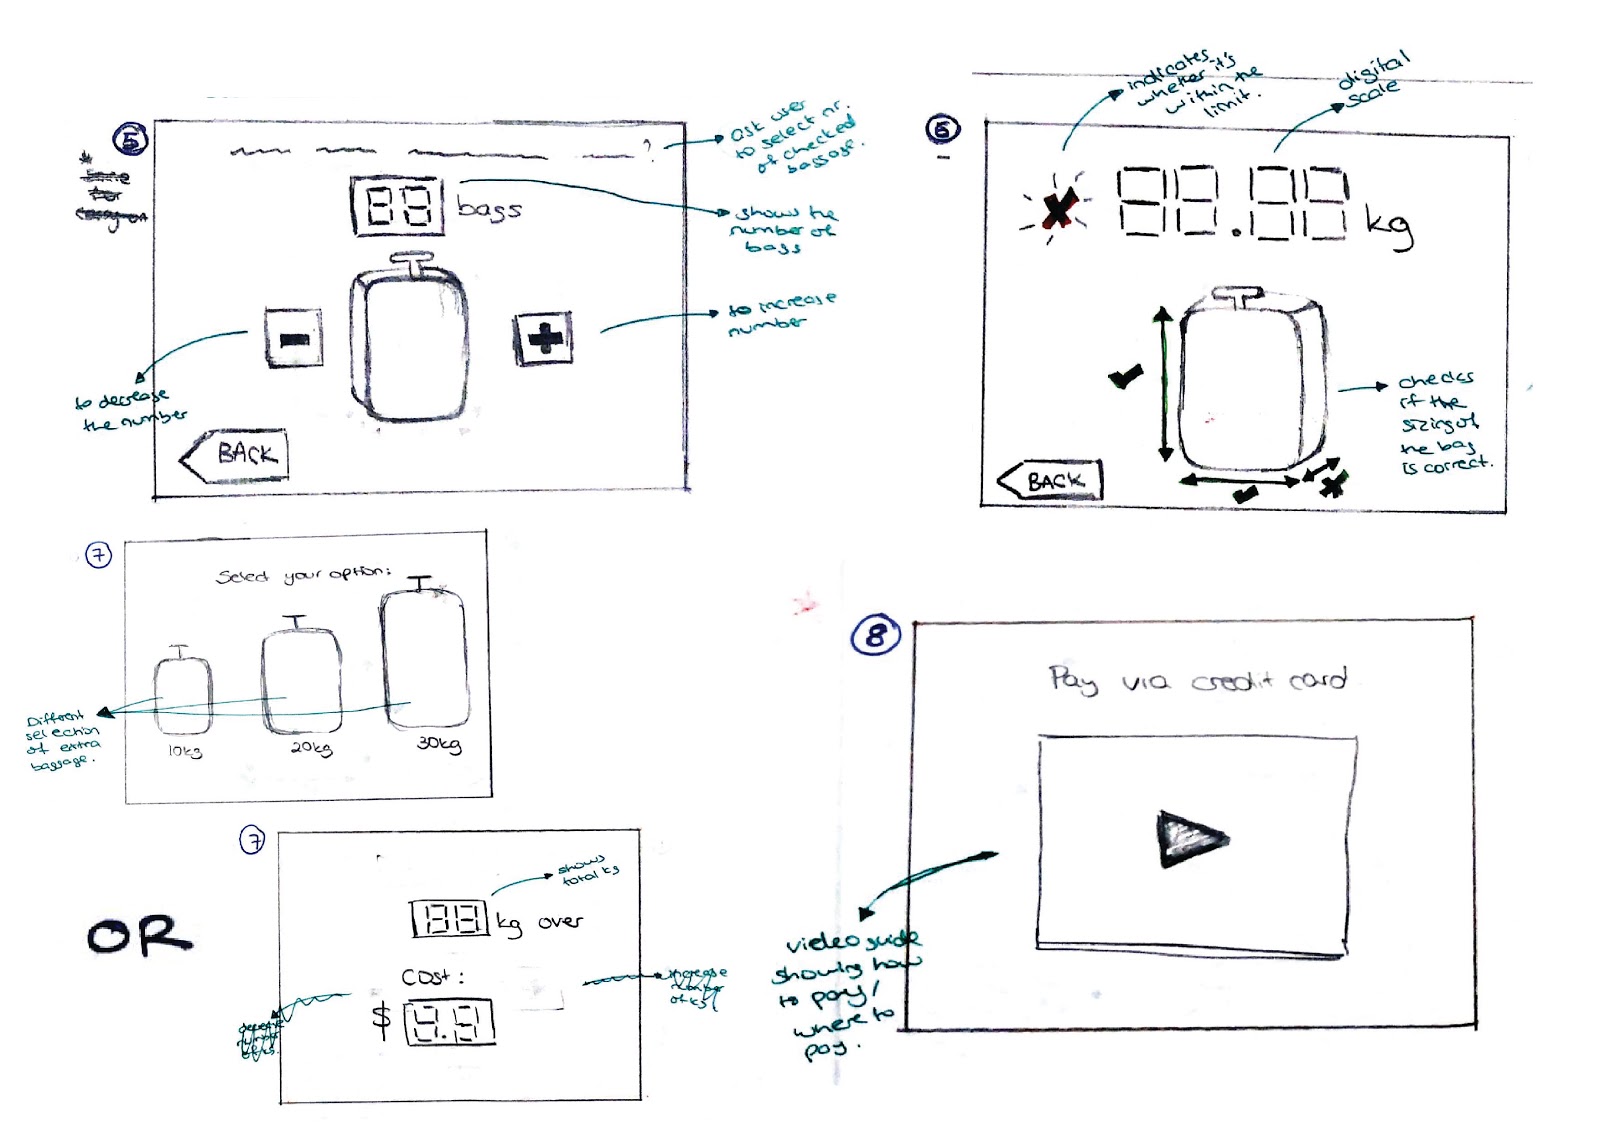 5
* same
for
carry on
?
88 bags
- +
BACK
ask user
to select nr.
of checked
baggage.
shows the
number of
bags
to increase
number
to decrease
the number
6
indicates
whether it's
within the
limit.
digital
scale
88.88 kg
BACK
checks
if the
sizing of
the bag
is correct.
7
Select your option:
10kg 20kg 30kg
Different
selection
of extra
baggage.
OR
7
88 kg over
shows
total kg
Cost:
$ 8.8
increase
number
of kg
decrease
number
of kg.
8
Pay via credit card
video guide
showing how
to pay/
where to
pay.